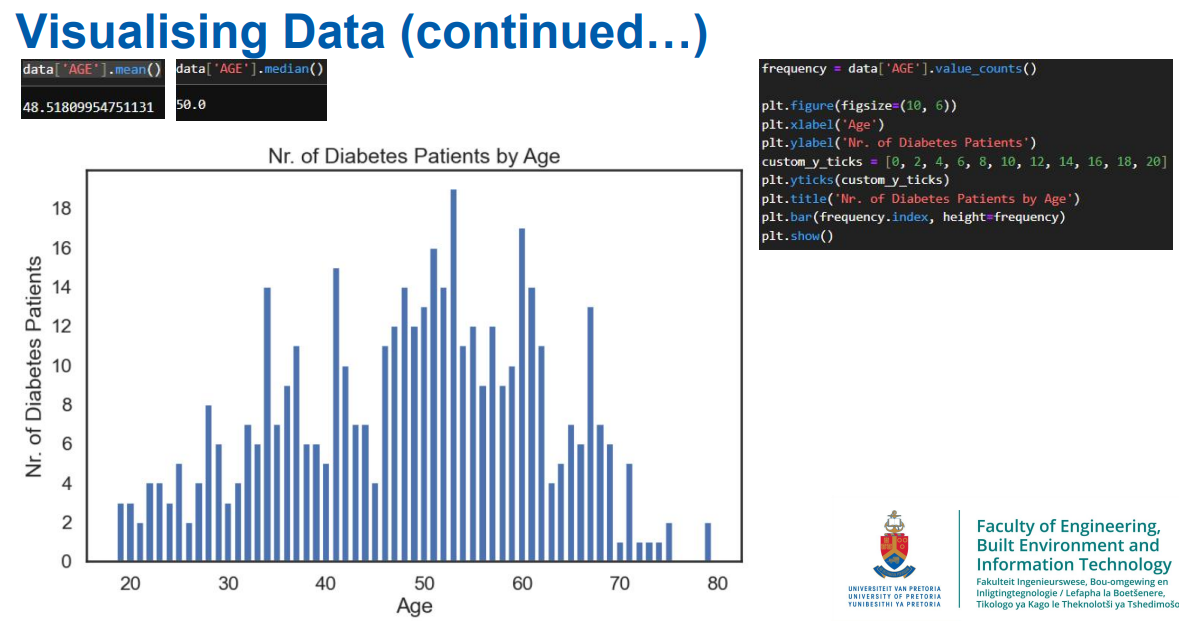 Visualising Data (continued…)
data['AGE'].mean()
48.51809954751131
data['AGE'].median()
50.0
frequency = data['AGE'].value_counts()
plt.figure(figsize=(10, 6))
plt.xlabel('Age')
plt.ylabel('Nr. of Diabetes Patients')
custom_y_ticks = [0, 2, 4, 6, 8, 10, 12, 14, 16, 18, 20]
plt.yticks(custom_y_ticks)
plt.title('Nr. of Diabetes Patients by Age')
plt.bar(frequency.index, height=frequency)
plt.show()
Nr. of Diabetes Patients by Age
Nr. of Diabetes Patients
18
16
14
12
10
8
6
4
2
0
20 30 40 50 60 70 80
Age
UNIVERSITEIT VAN PRETORIA
UNIVERSITY OF PRETORIA
YUNIBESITHI YA PRETORIA
Faculty of Engineering,
Built Environment and
Information Technology
Fakulteit Ingenieurswese, Bou-omgewing en
Inligtingtegnologie / Lefapha la Boetšenere,
Tikologo ya Kago le Theknolotši ya Tshedimošo